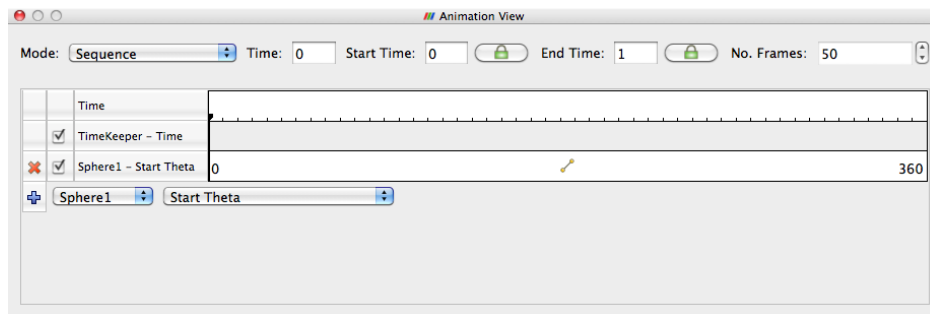 Animation View
Mode: Sequence Time: 0 Start Time: 0 End Time: 1 No. Frames: 50
Time
TimeKeeper – Time
Sphere1 – Start Theta 0 360
Sphere1 Start Theta